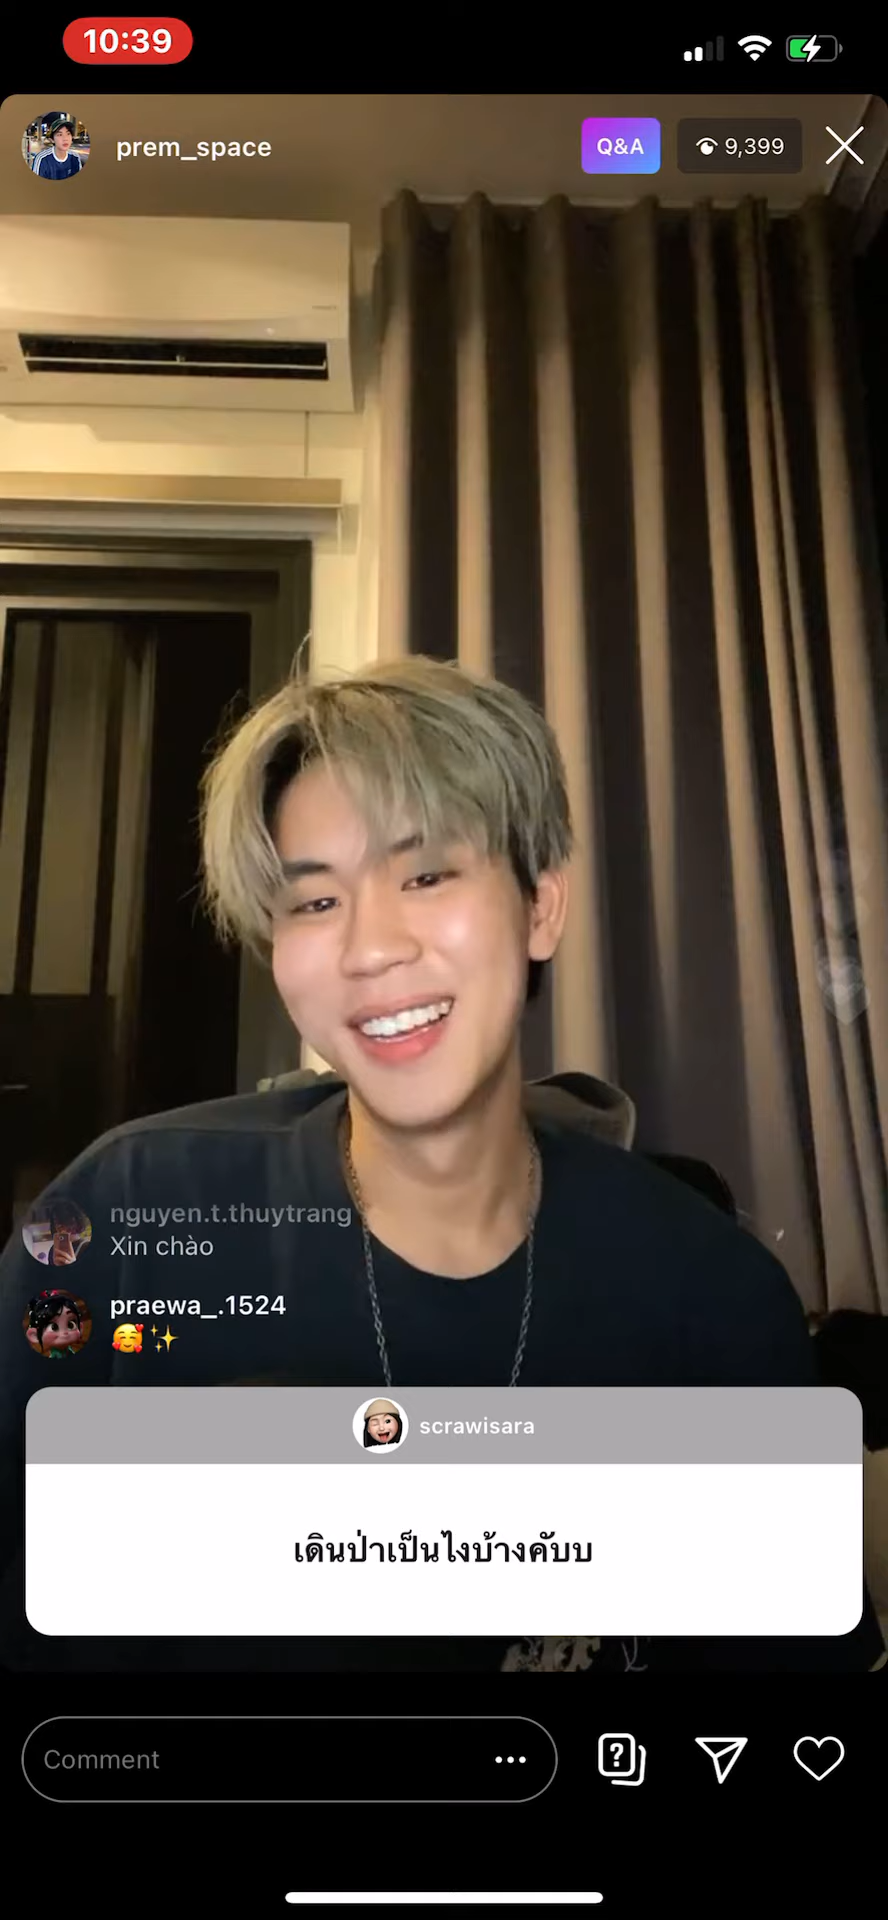 10:39
prem_space
Q&A
9,399
nguyen.t.thuytrang
Xin chào
praewa_.1524
🥰✨
scrawisara
เดินป่าเป็นไงบ้างคับบ
Comment